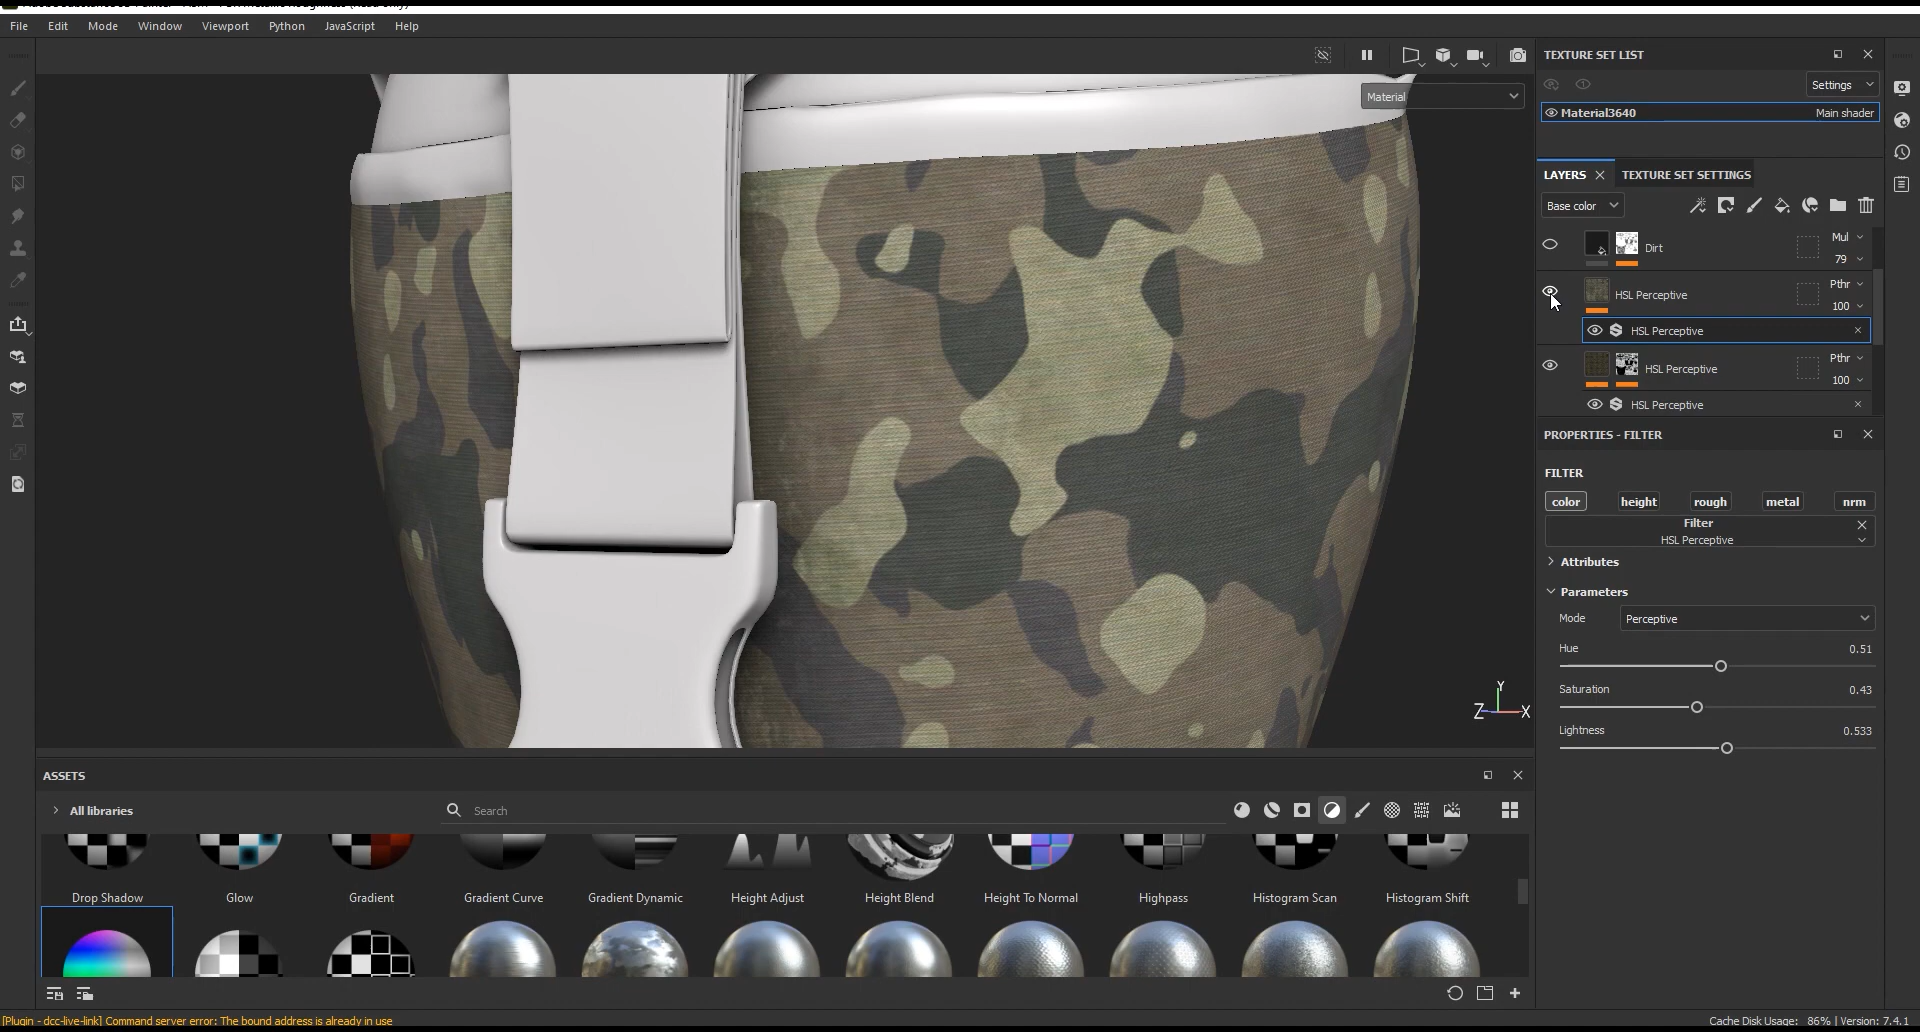 File Edit Mode Window Viewport Python JavaScript Help
TEXTURE SET LIST
Settings
Material
Material3640 Main shader
LAYERS TEXTURE SET SETTINGS
Base color
Mul
Dirt
79
Pthr
HSL Perceptive
100
HSL Perceptive
Pthr
HSL Perceptive
100
HSL Perceptive
PROPERTIES - FILTER
FILTER
color height rough metal nrm
Filter
HSL Perceptive
Attributes
Parameters
Mode Perceptive
Hue 0.51
Saturation 0.43
Lightness 0.533
Y
Z X
ASSETS
All libraries
Search
Drop Shadow Glow Gradient Gradient Curve Gradient Dynamic Height Adjust Height Blend Height To Normal Highpass Histogram Scan Histogram Shift
[Plugin - dcc-live-link] Command server error: The bound address is already in use
Cache Disk Usage: 86% | Version: 7.4.1